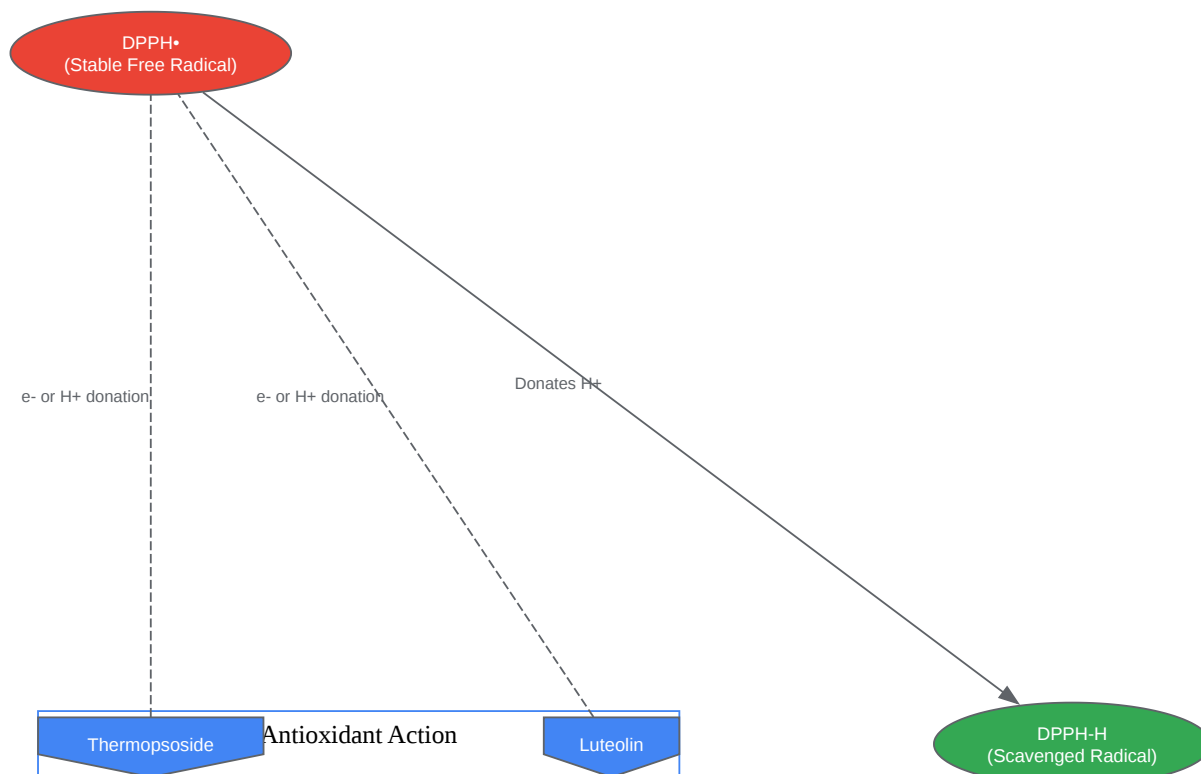 DPPH•
(Stable Free Radical)
e- or H+ donation
e- or H+ donation
Donates H+
Thermopsoside
Antioxidant Action
Luteolin
DPPH-H
(Scavenged Radical)